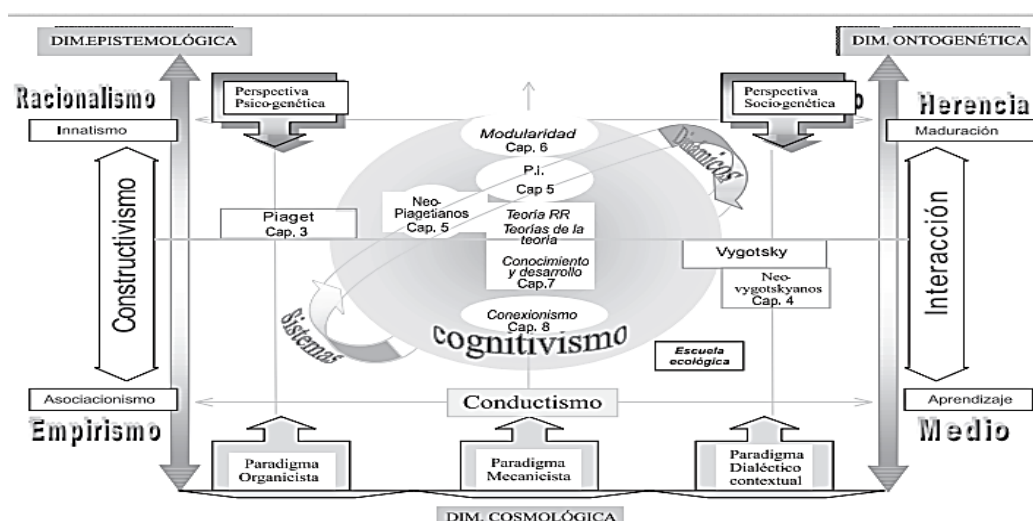 DIM.EPISTEMOLÓGICA
DIM. ONTOGENÉTICA
Racionalismo
Innatismo
Perspectiva
Psico-genética
Perspectiva
Socio-genética
Herencia
Maduración
Modularidad
Cap. 6
Dinámicos
P.i.
Cap 5
Neo-
Piagetianos
Cap. 5
Piaget
Cap. 3
Teoría RR
Teorías de la
teoría
Conocimiento
y desarrollo
Cap.7
Vygotsky
Neo-
vygotskyanos
Cap. 4
Constructivismo
Interacción
Sistemas
Conexionismo
Cap. 8
cognitivismo
Escuela
ecológica
Asociacionismo
Empirismo
Conductismo
Aprendizaje
Medio
Paradigma
Organicista
Paradigma
Mecanicista
Paradigma
Dialéctico
contextual
DIM. COSMOLÓGICA